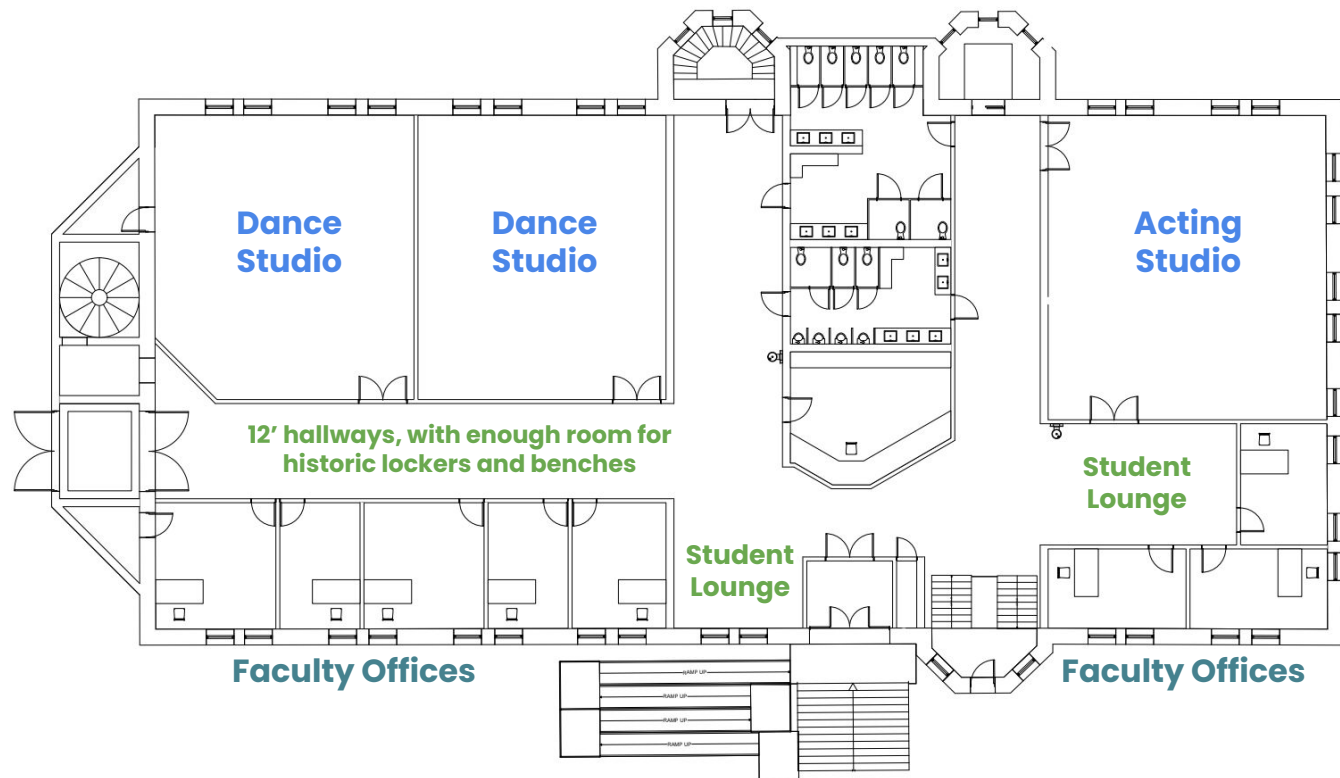 Dance
Studio
Dance
Studio
Acting
Studio
12’ hallways, with enough room for
historic lockers and benches
Student
Lounge
Student
Lounge
Faculty Offices
Faculty Offices
RAMP UP
RAMP UP
RAMP UP
RAMP UP